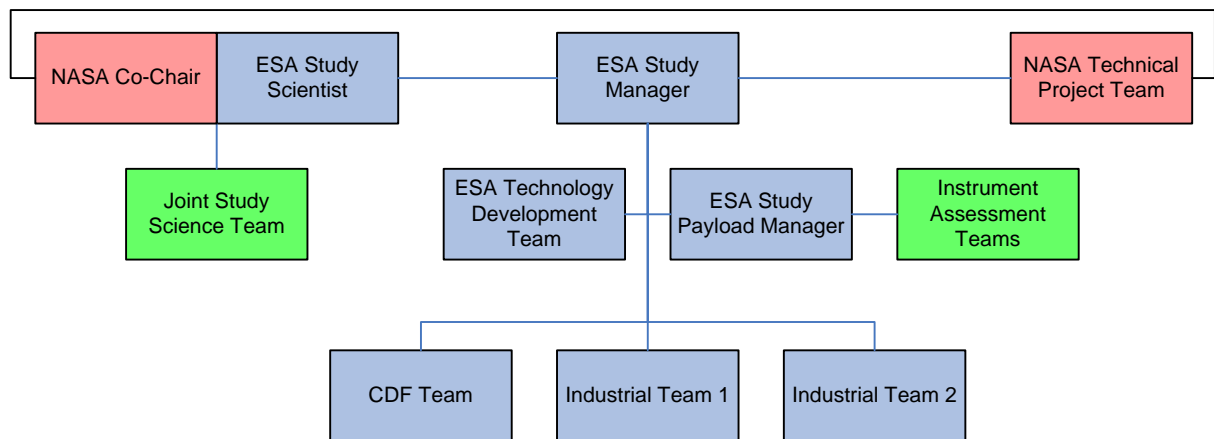 NASA Co-Chair
ESA Study
Scientist
ESA Study
Manager
NASA Technical
Project Team
Joint Study
Science Team
ESA Technology
Development
Team
ESA Study
Payload Manager
Instrument
Assessment
Teams
CDF Team
Industrial Team 1
Industrial Team 2